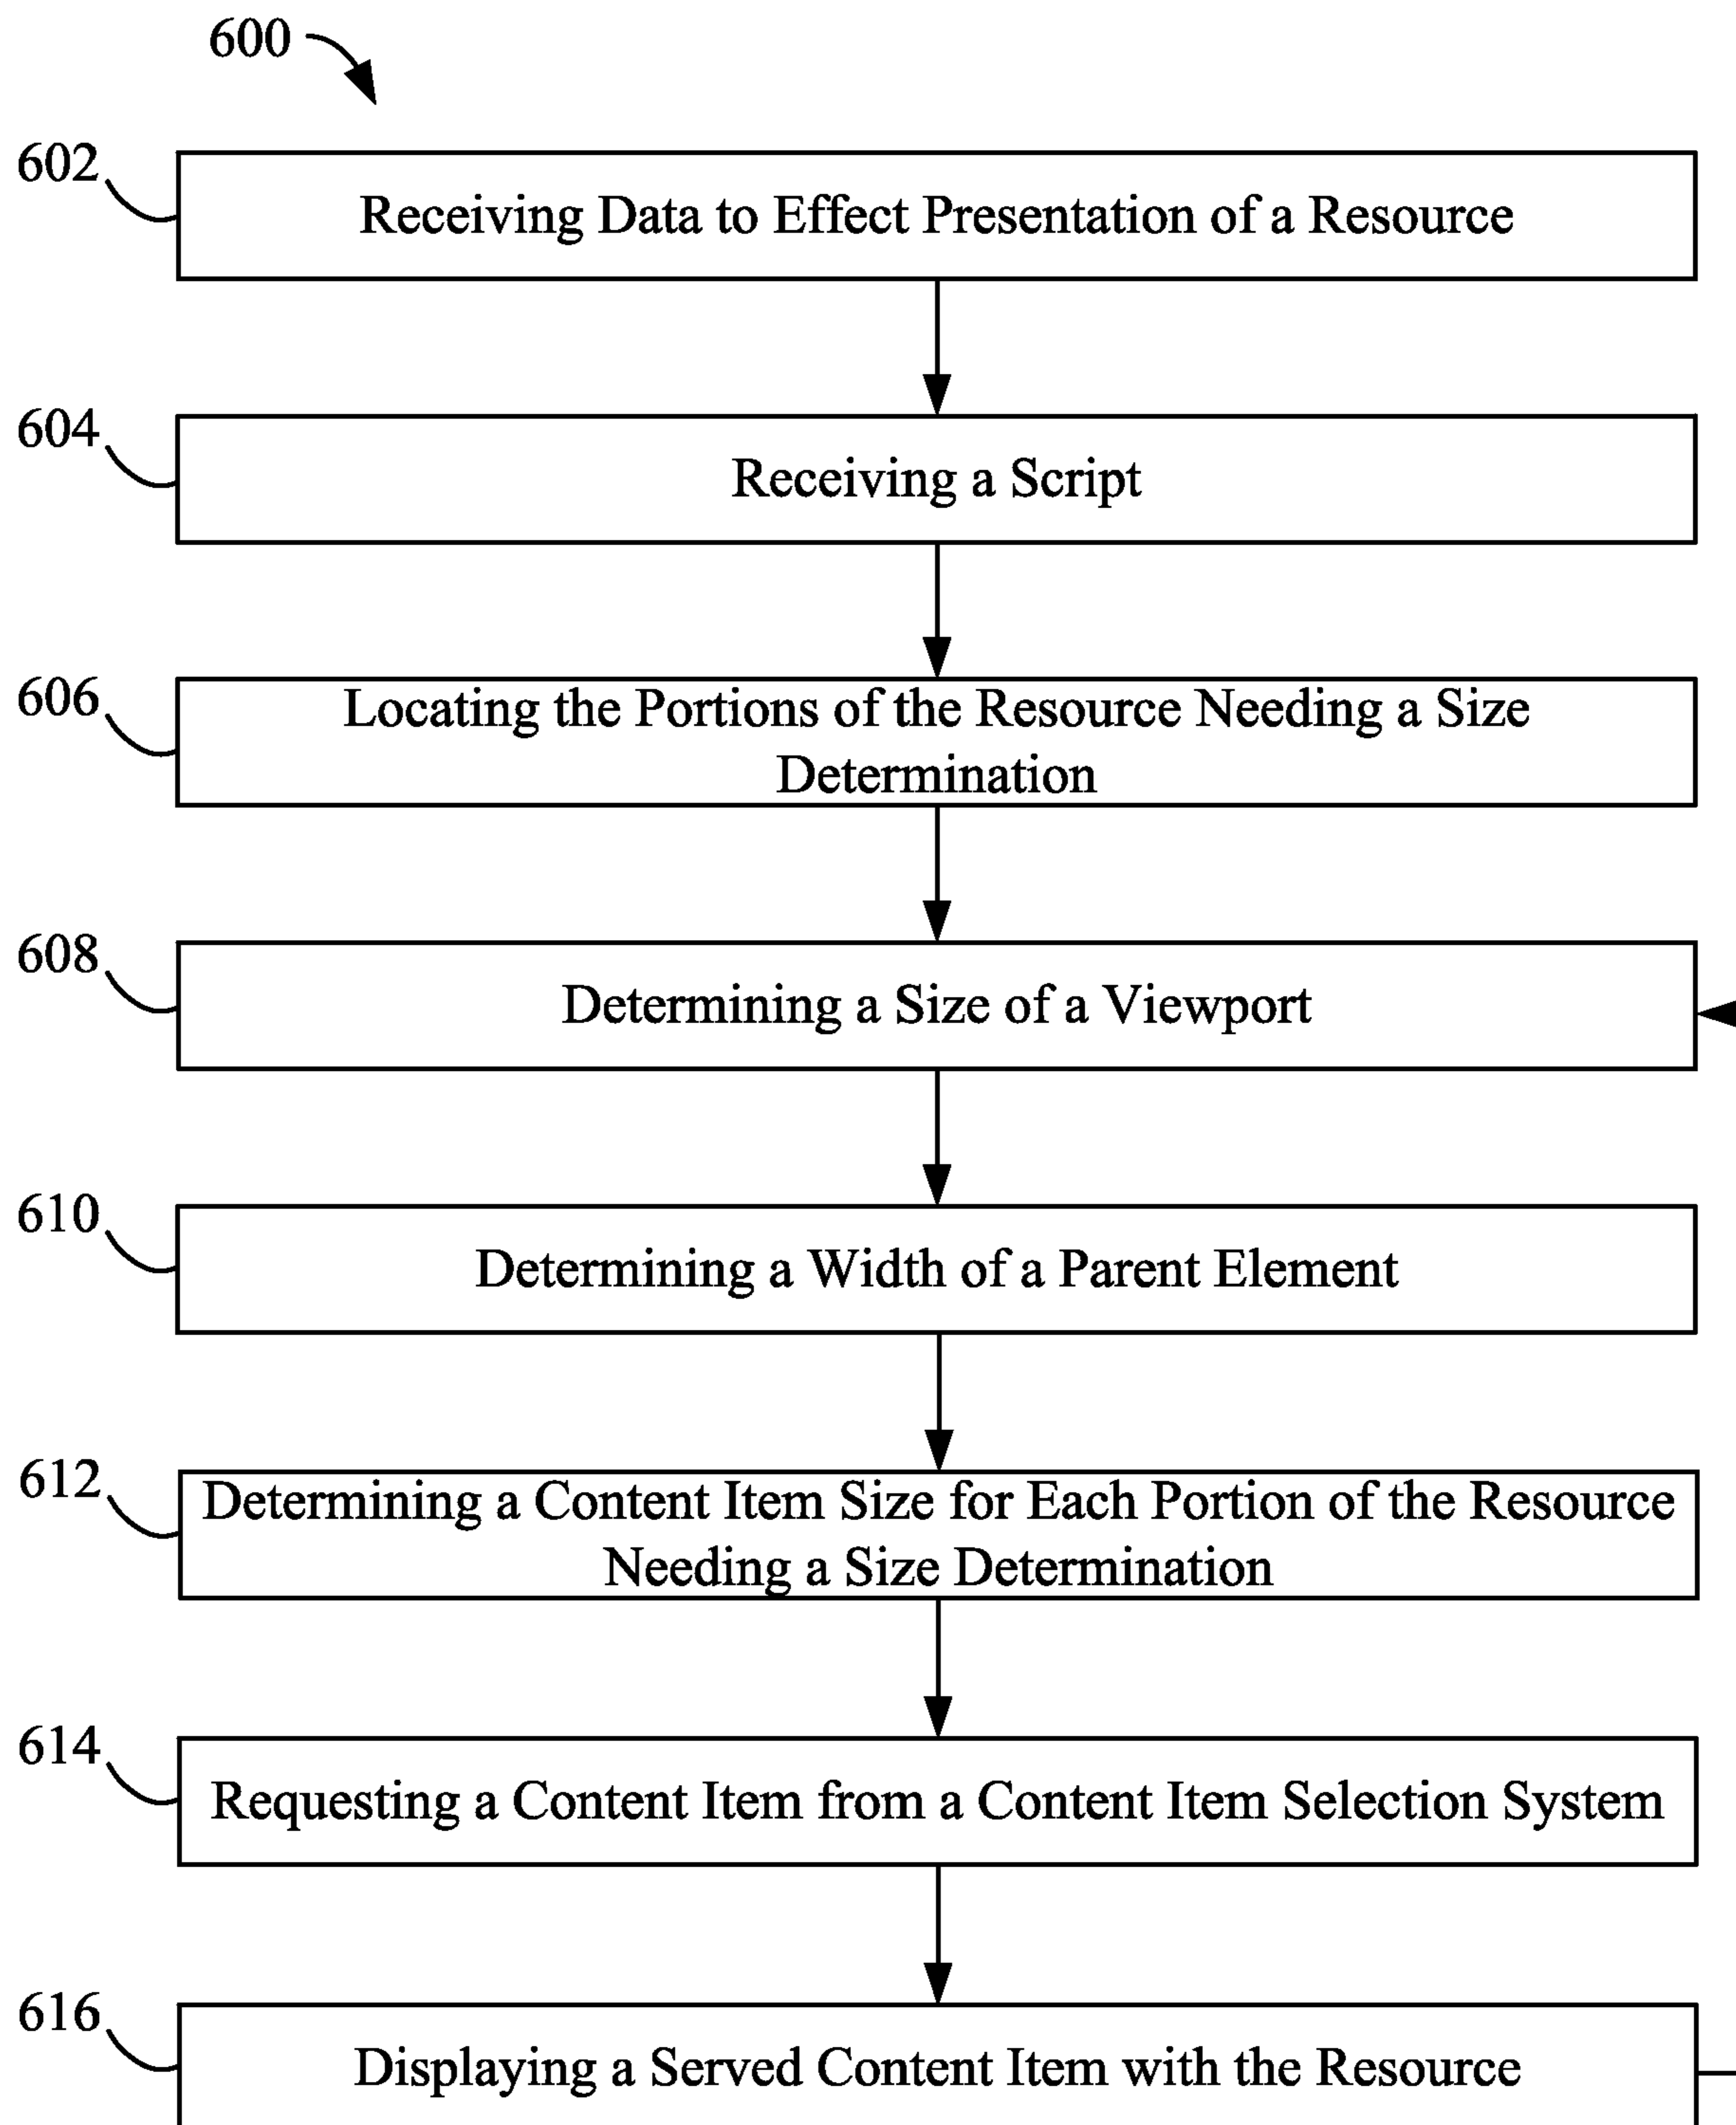 600
602
Receiving Data to Effect Presentation of a Resource
604
Receiving a Script
606
Locating the Portions of the Resource Needing a Size
Determination
608
Determining a Size of a Viewport
610
Determining a Width of a Parent Element
612
Determining a Content Item Size for Each Portion of the Resource
Needing a Size Determination
614
Requesting a Content Item from a Content Item Selection System
616
Displaying a Served Content Item with the Resource